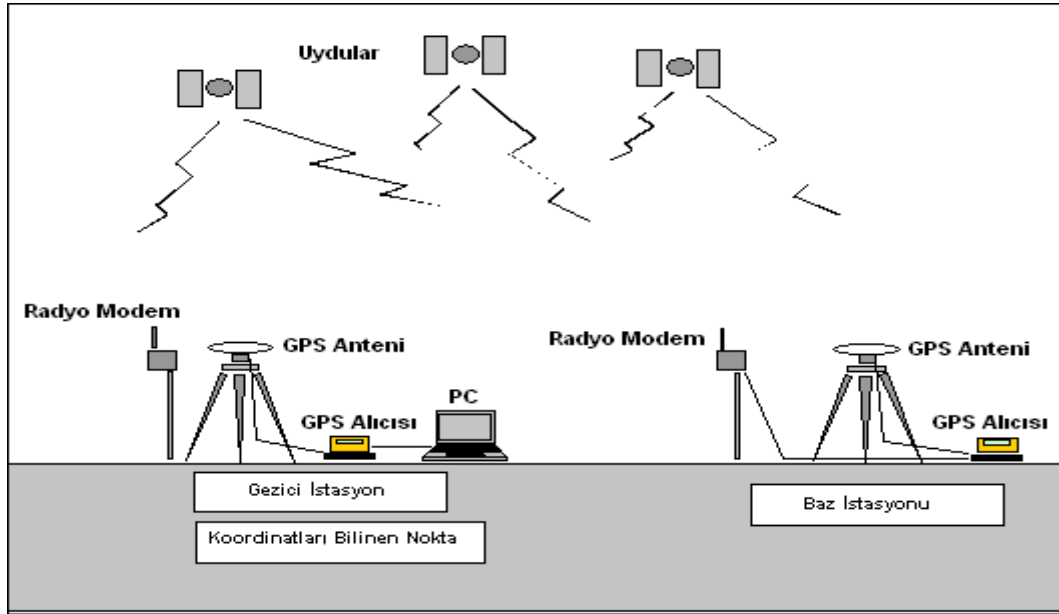 Uydular
Radyo Modem
GPS Anteni
Radyo Modem
GPS Anteni
PC
GPS Alıcısı
GPS Alıcısı
Gezici İstasyon
Baz İstasyonu
Koordinatları Bilinen Nokta